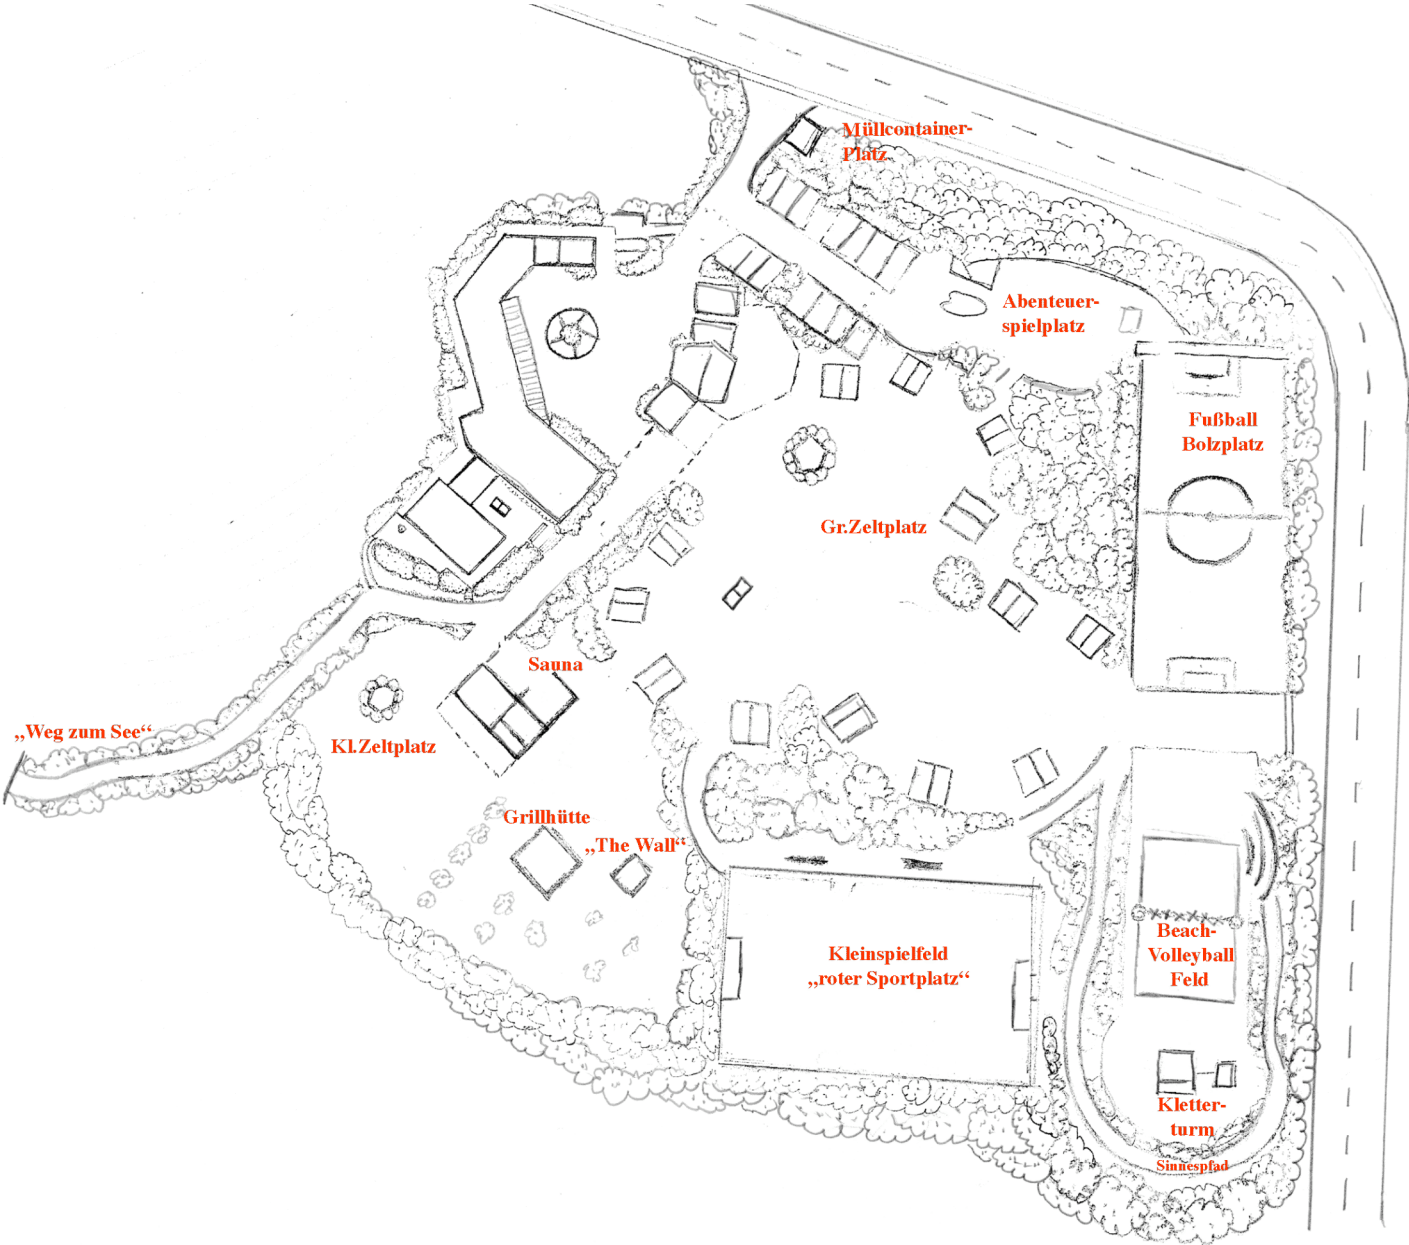 Müllcontainer-
Platz
Abenteuer-
spielplatz
Fußball
Bolzplatz
Gr.Zeltplatz
Sauna
„Weg zum See“
Kl.Zeltplatz
Grillhütte
„The Wall“
Beach-
Volleyball
Feld
Kleinspielfeld
„roter Sportplatz“
Kletter-
turm
Sinnespfad